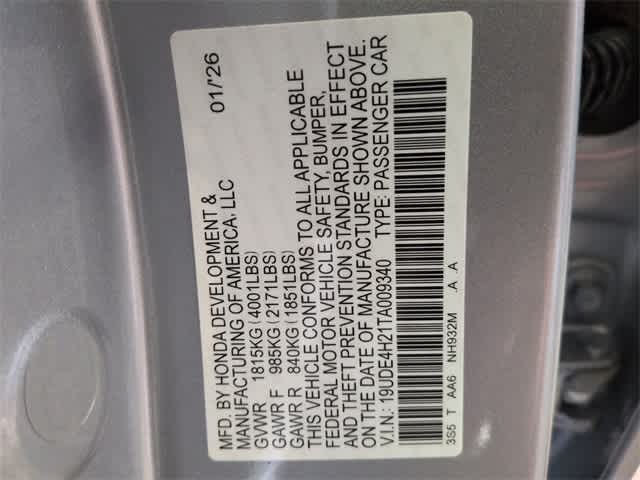 MFD. BY HONDA DEVELOPMENT & 01/'26
MANUFACTURING OF AMERICA, LLC
GVWR 1815KG (4001LBS)
GAWR F 985KG (2171LBS)
GAWR R 840KG (1851LBS)
THIS VEHICLE CONFORMS TO ALL APPLICABLE
FEDERAL MOTOR VEHICLE SAFETY, BUMPER,
AND THEFT PREVENTION STANDARDS IN EFFECT
ON THE DATE OF MANUFACTURE SHOWN ABOVE.
V.I.N.: 19UDE4H21TA009340 TYPE: PASSENGER CAR
3S5 T AA6 NH932M .A .A